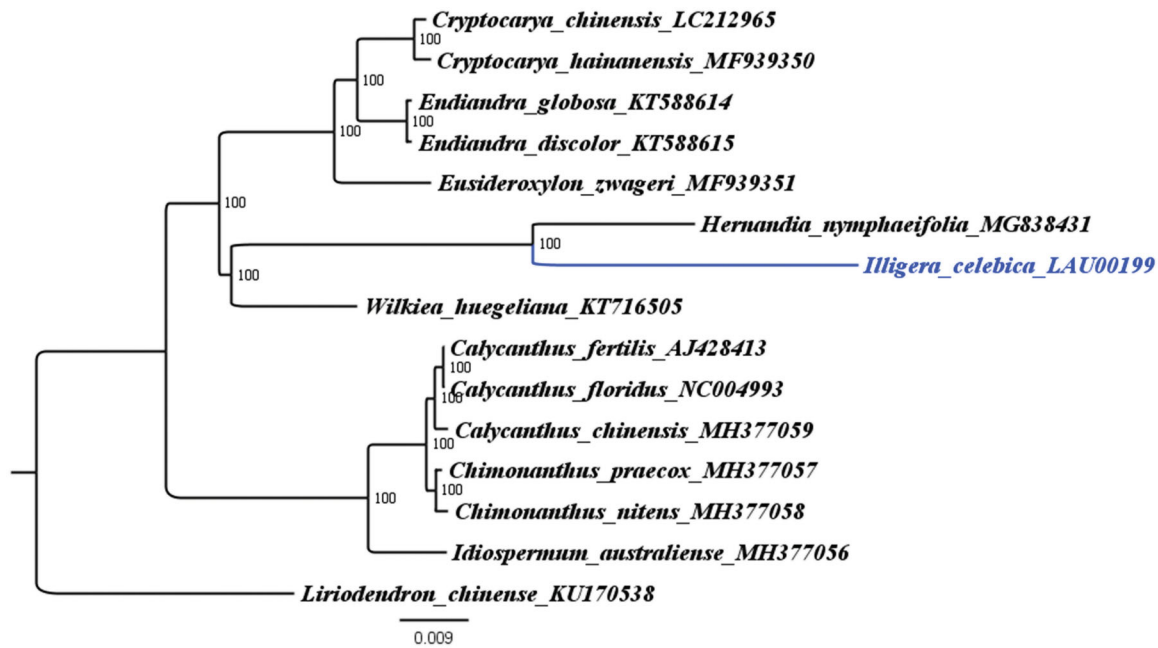 Cryptocarya_chinensis_LC212965
100
Cryptocarya_hainanensis_MF939350
100
Endiandra_globosa_KT588614
100
100
Endiandra_discolor_KT588615
Eusideroxylon_zwageri_MF939351
100
Hernandia_nymphaeifolia_MG838431
100
Illigera_celebica_LAU00199
100
Wilkiea_huegeliana_KT716505
Calycanthus_fertilis_AJ428413
100
Calycanthus_floridus_NC004993
100
Calycanthus_chinensis_MH377059
100
Chimonanthus_praecox_MH377057
100
100
Chimonanthus_nitens_MH377058
Idiospermum_australiense_MH377056
Liriodendron_chinense_KU170538
0.009